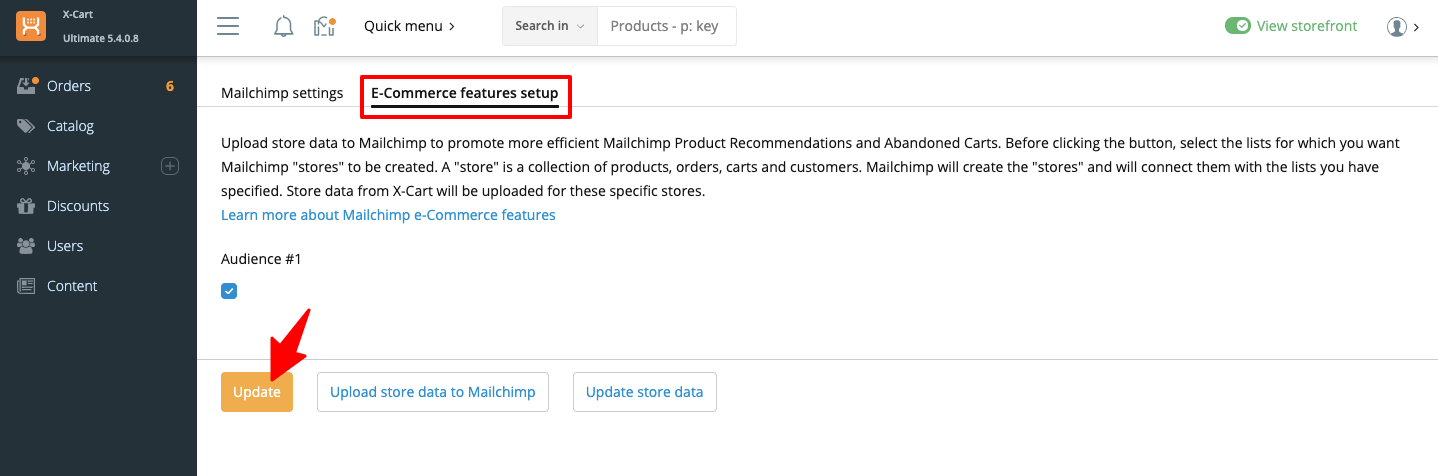 X-Cart
Ultimate 5.4.0.8
Quick menu
Search in
Products - p: key
View storefront
Orders
6
Catalog
Marketing
Discounts
Users
Content
Mailchimp settings
E-Commerce features setup
Upload store data to Mailchimp to promote more efficient Mailchimp Product Recommendations and Abandoned Carts. Before clicking the button, select the lists for which you want
Mailchimp "stores" to be created. A "store" is a collection of products, orders, carts and customers. Mailchimp will create the "stores" and will connect them with the lists you have
specified. Store data from X-Cart will be uploaded for these specific stores.
Learn more about Mailchimp e-Commerce features
Audience #1
Update
Upload store data to Mailchimp
Update store data